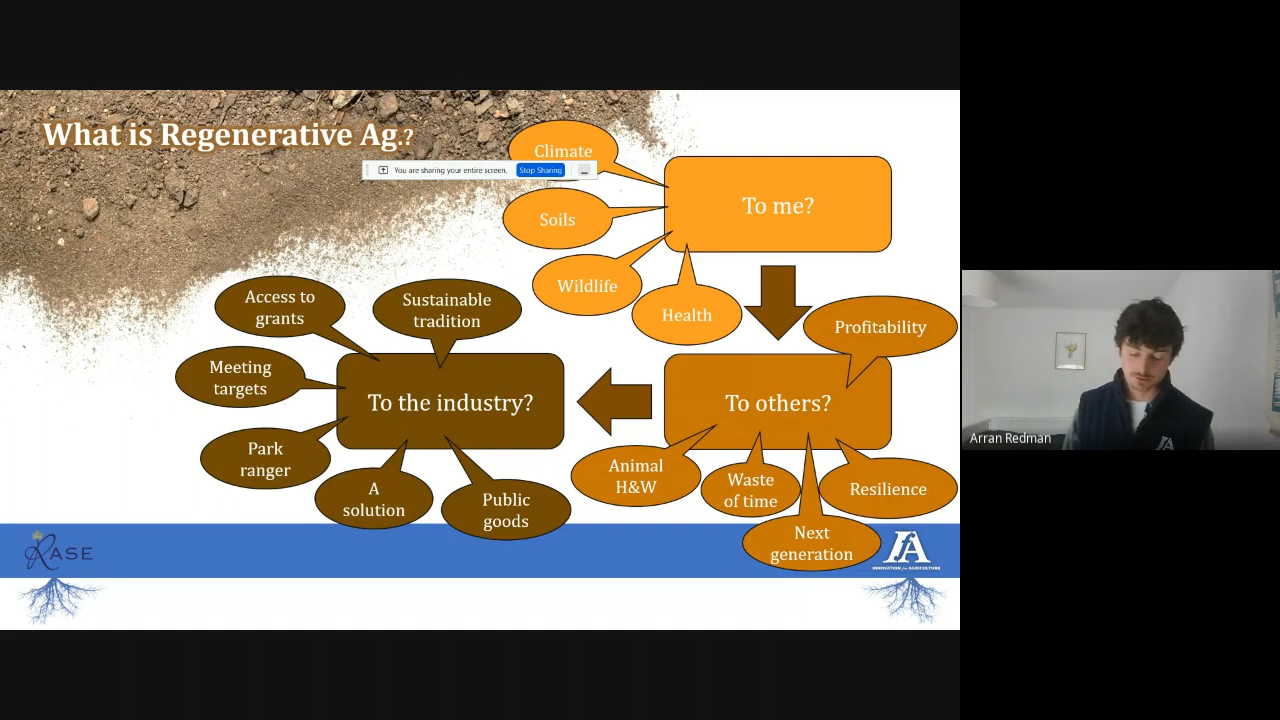 What is Regenerative Ag.?
Climate
You are sharing your entire screen.
Stop Sharing
To me?
Soils
Wildlife
Health
Access to
grants
Sustainable
tradition
Profitability
Meeting
targets
To the industry?
To others?
Park
ranger
A
solution
Public
goods
Animal
H&W
Waste
of time
Resilience
Next
generation
RASE
IfA
INNOVATION for AGRICULTURE
Arran Redman